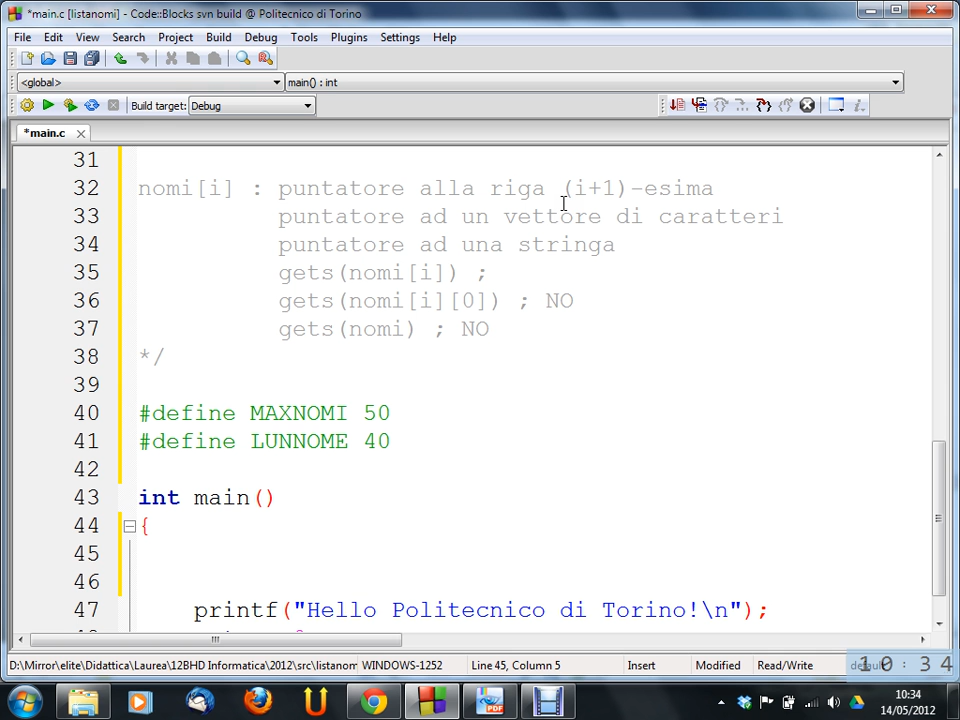 *main.c [listanomi] - Code::Blocks svn build @ Politecnico di Torino
File Edit View Search Project Build Debug Tools Plugins Settings Help
<global> main() : int
Build target: Debug
*main.c
31
32 nomi[i] : puntatore alla riga (i+1)-esima
33 puntatore ad un vettore di caratteri
34 puntatore ad una stringa
35 gets(nomi[i]) ;
36 gets(nomi[i][0]) ; NO
37 gets(nomi) ; NO
38 */
39
40 #define MAXNOMI 50
41 #define LUNNOME 40
42
43 int main()
44 {
45
46
47 printf("Hello Politecnico di Torino!\n");
D:\Mirror\elite\Didattica\Laurea\12BHD Informatica\2012\src\listanom WINDOWS-1252 Line 45, Column 5 Insert Modified Read/Write default
10:34
PDF
10:34
14/05/2012